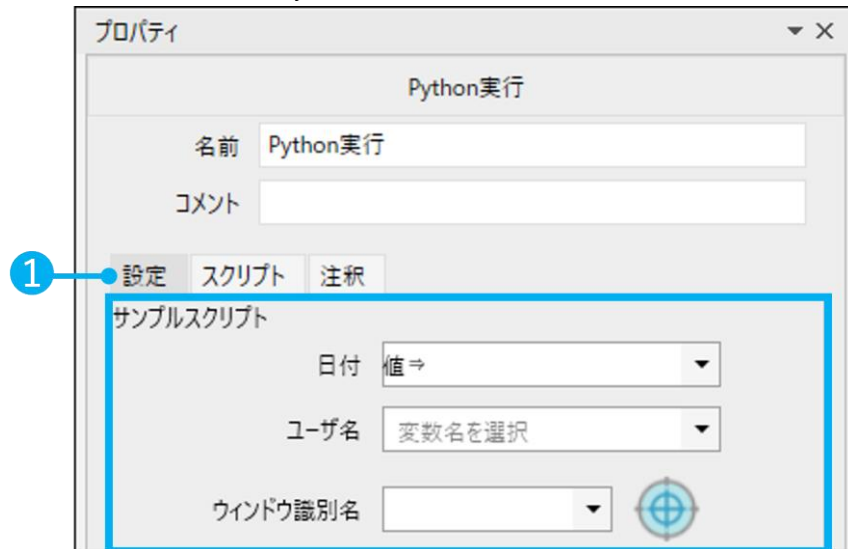 プロパティ
Python実行
名前 Python実行
コメント
1 設定 スクリプト 注釈
サンプルスクリプト
日付 値⇒
ユーザ名 変数名を選択
ウィンドウ識別名